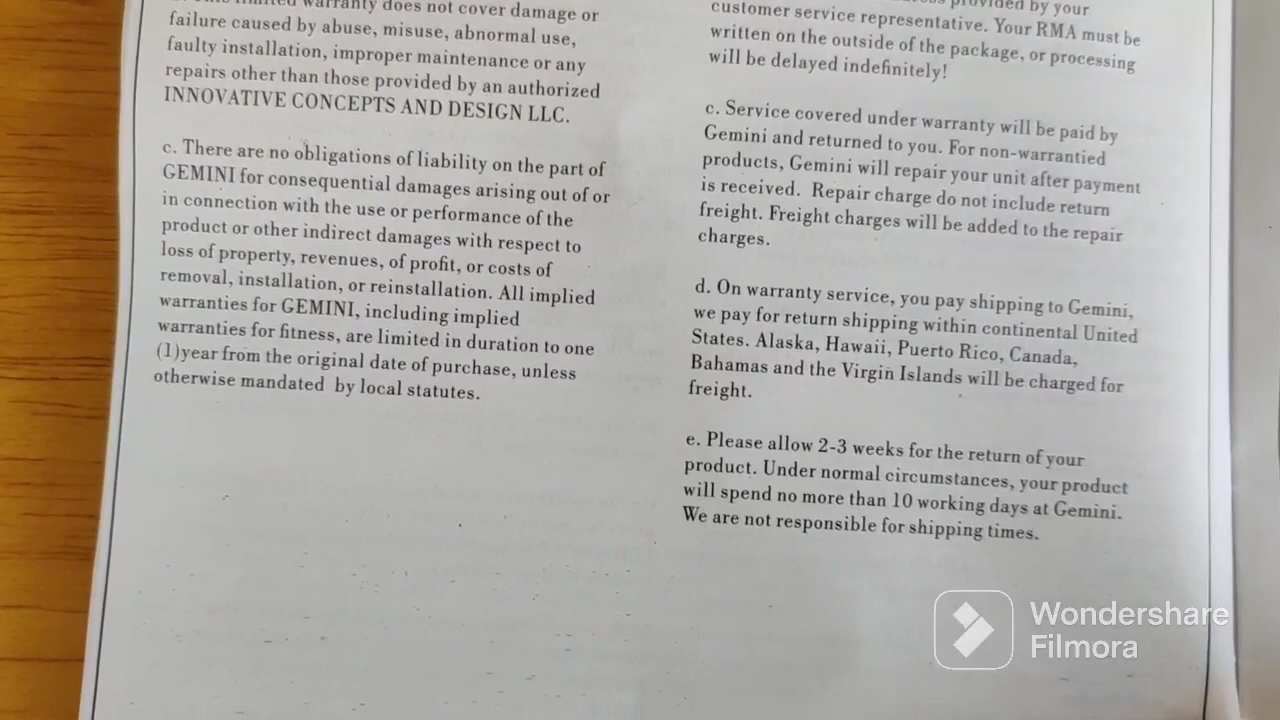 limited warranty does not cover damage or
failure caused by abuse, misuse, abnormal use,
faulty installation, improper maintenance or any
repairs other than those provided by an authorized
INNOVATIVE CONCEPTS AND DESIGN LLC.
c. There are no obligations of liability on the part of
GEMINI for consequential damages arising out of or
in connection with the use or performance of the
product or other indirect damages with respect to
loss of property, revenues, of profit, or costs of
removal, installation, or reinstallation. All implied
warranties for GEMINI, including implied
warranties for fitness, are limited in duration to one
(1)year from the original date of purchase, unless
otherwise mandated by local statutes.
provided by your
customer service representative. Your RMA must be
written on the outside of the package, or processing
will be delayed indefinitely!
c. Service covered under warranty will be paid by
Gemini and returned to you. For non-warrantied
products, Gemini will repair your unit after payment
is received. Repair charge do not include return
freight. Freight charges will be added to the repair
charges.
d. On warranty service, you pay shipping to Gemini,
we pay for return shipping within continental United
States. Alaska, Hawaii, Puerto Rico, Canada,
Bahamas and the Virgin Islands will be charged for
freight.
e. Please allow 2-3 weeks for the return of your
product. Under normal circumstances, your product
will spend no more than 10 working days at Gemini.
We are not responsible for shipping times.
Wondershare
Filmora